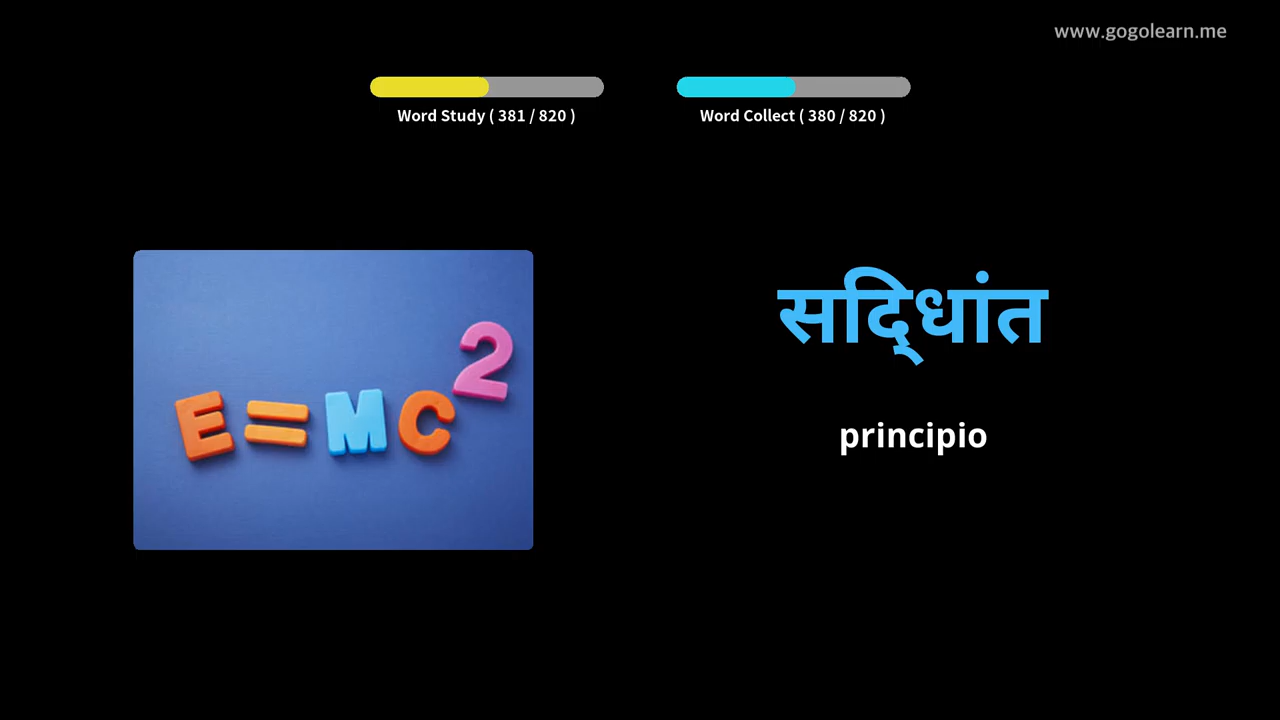 www.gogolearn.me
Word Study ( 381 / 820 )
Word Collect ( 380 / 820 )
E=MC²
सद्िधांत
principio